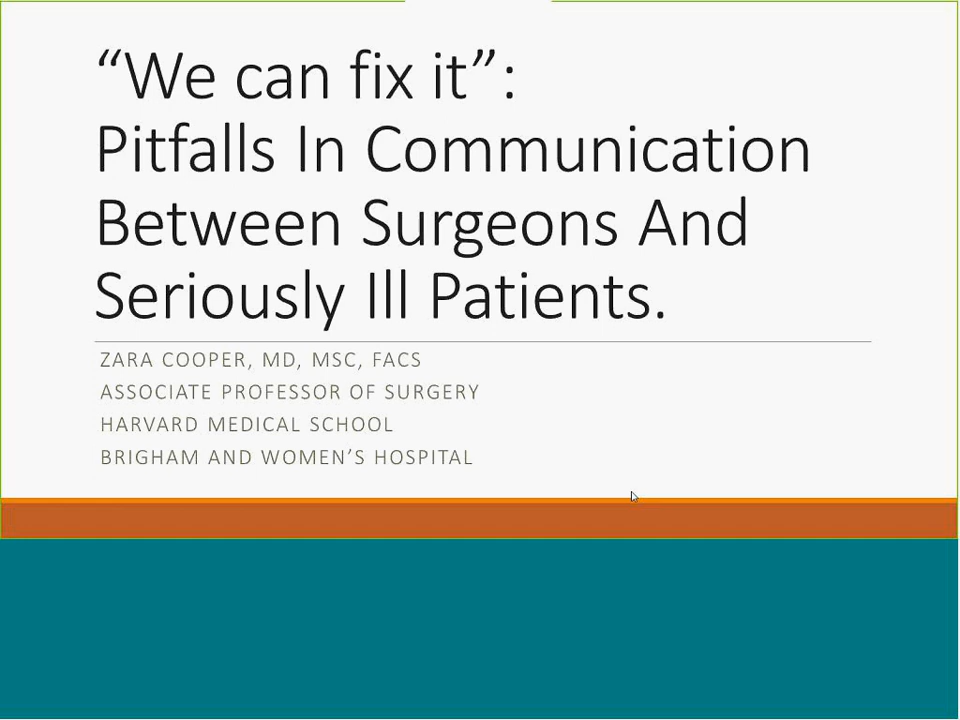 “We can fix it”:
Pitfalls In Communication
Between Surgeons And
Seriously Ill Patients.
ZARA COOPER, MD, MSC, FACS
ASSOCIATE PROFESSOR OF SURGERY
HARVARD MEDICAL SCHOOL
BRIGHAM AND WOMEN’S HOSPITAL